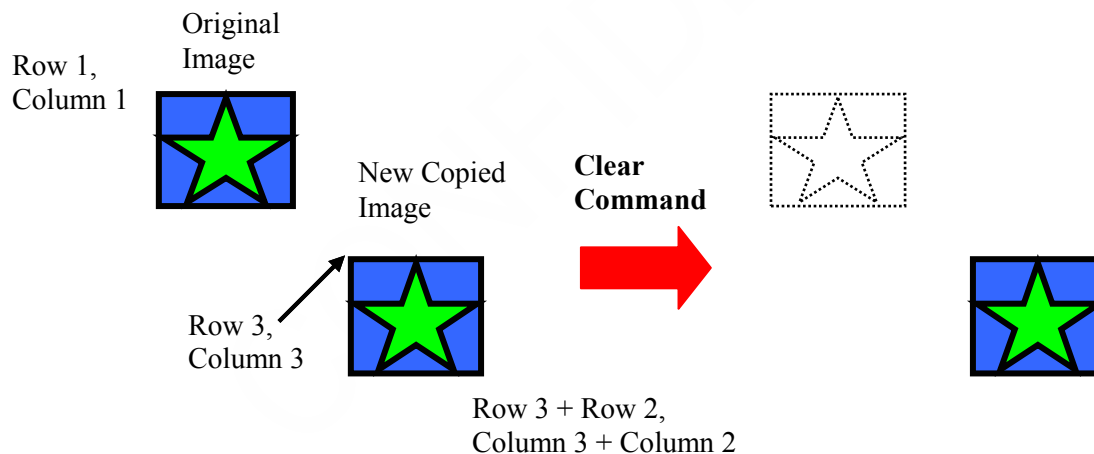 Original
Image
Row 1,
Column 1
New Copied
Image
Clear
Command
Row 3,
Column 3
Row 3 + Row 2,
Column 3 + Column 2